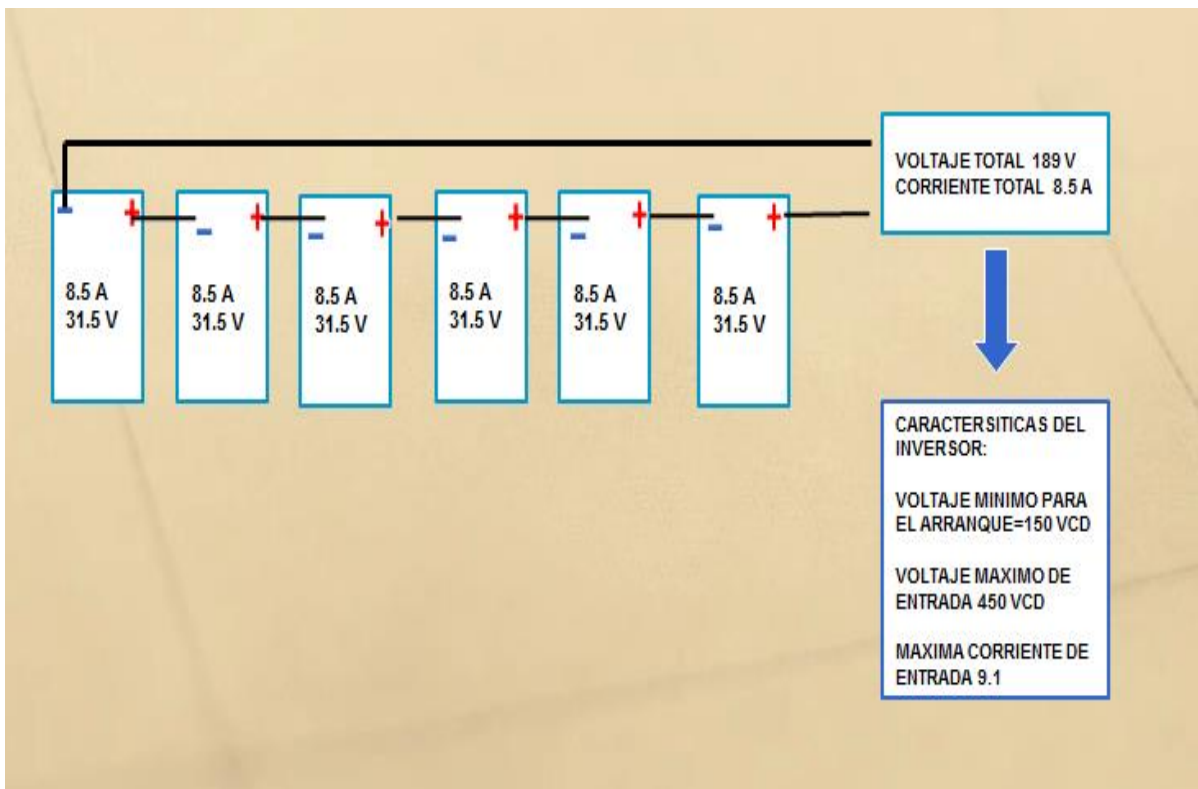 VOLTAJE TOTAL 189 V
CORRIENTE TOTAL 8.5 A
- + - + - + - + - + - +
8.5 A
31.5 V
8.5 A
31.5 V
8.5 A
31.5 V
8.5 A
31.5 V
8.5 A
31.5 V
8.5 A
31.5 V
CARACTERSITICAS DEL
INVERSOR:
VOLTAJE MINIMO PARA
EL ARRANQUE=150 VCD
VOLTAJE MAXIMO DE
ENTRADA 450 VCD
MAXIMA CORRIENTE DE
ENTRADA 9.1